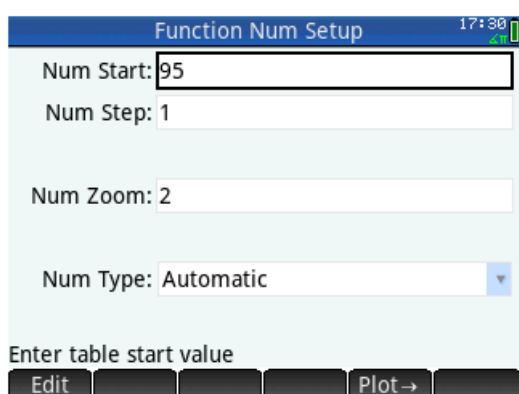 Function Num Setup 17:30
∡π
Num Start: 95
Num Step: 1
Num Zoom: 2
Num Type: Automatic
Enter table start value
Edit Plot→